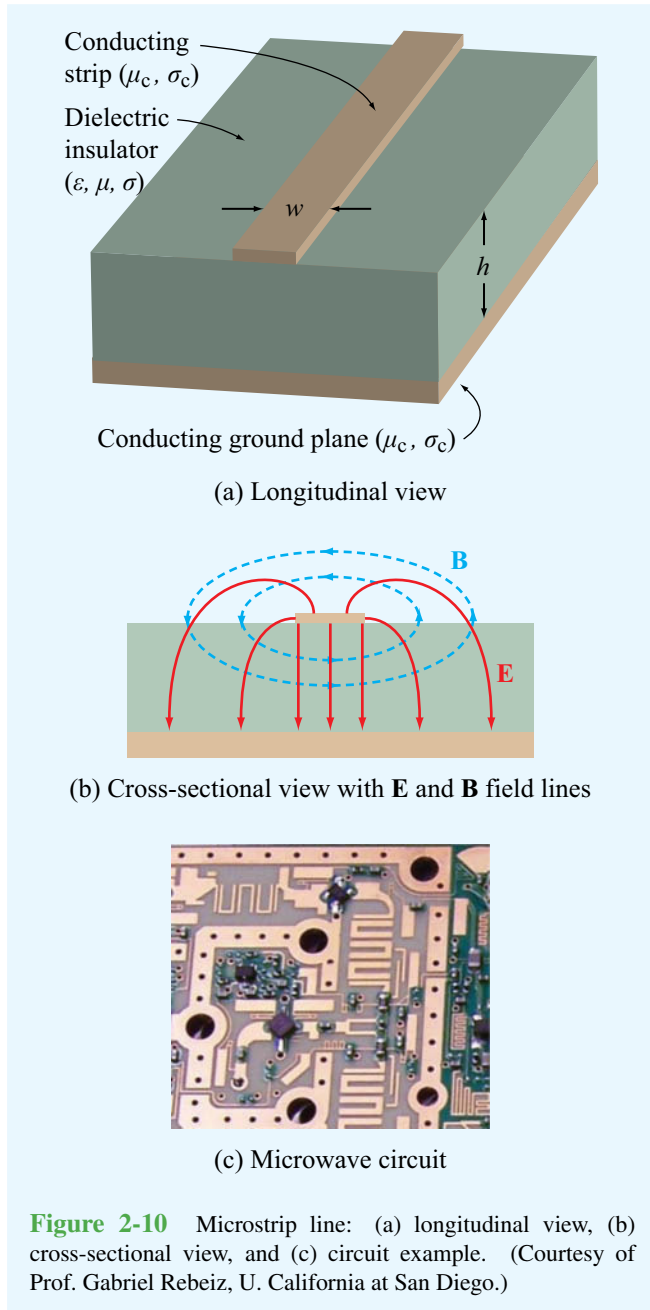 Conducting
strip (μc, σc)
Dielectric
insulator
(ε, μ, σ)
w
h
Conducting ground plane (μc, σc)
(a) Longitudinal view
B
E
(b) Cross-sectional view with E and B field lines
(c) Microwave circuit
Figure 2-10 Microstrip line: (a) longitudinal view, (b)
cross-sectional view, and (c) circuit example. (Courtesy of
Prof. Gabriel Rebeiz, U. California at San Diego.)